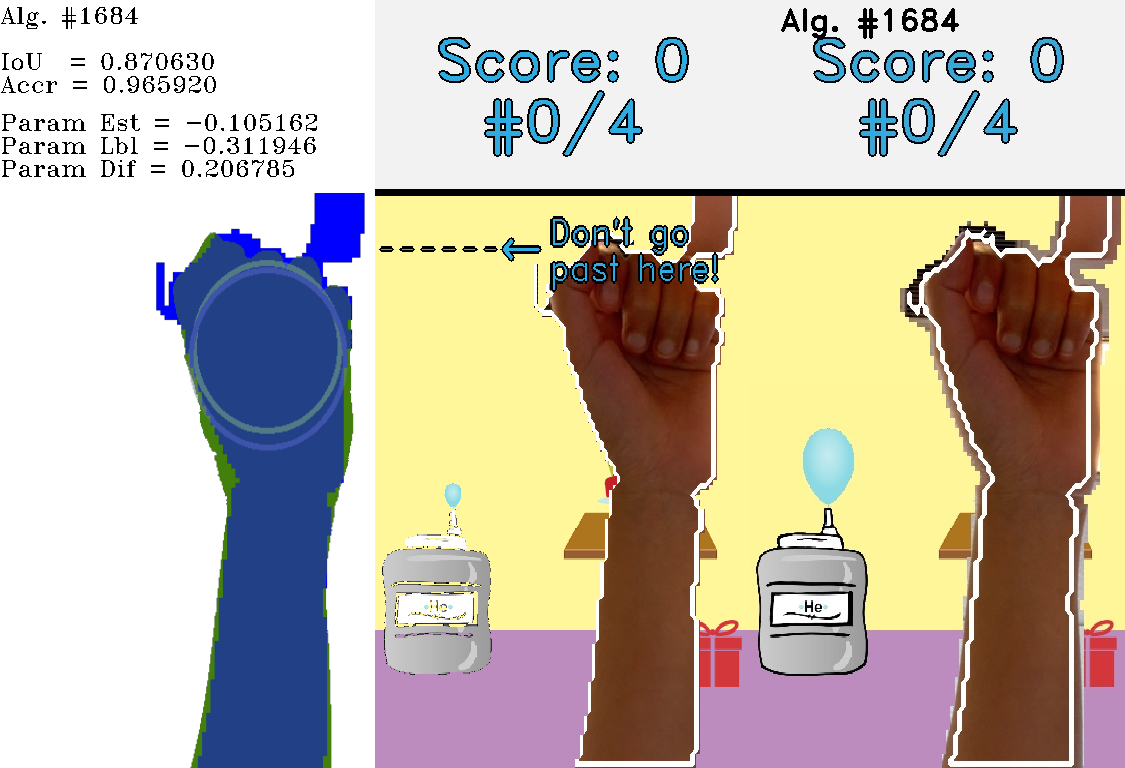 Alg. #1684
IoU = 0.870630
Accr = 0.965920
Param Est = −0.105162
Param Lbl = −0.311946
Param Dif = 0.206785
Score: 0
#0/4
Don't go
past here!
He
Alg. #1684
Score: 0
#0/4
He